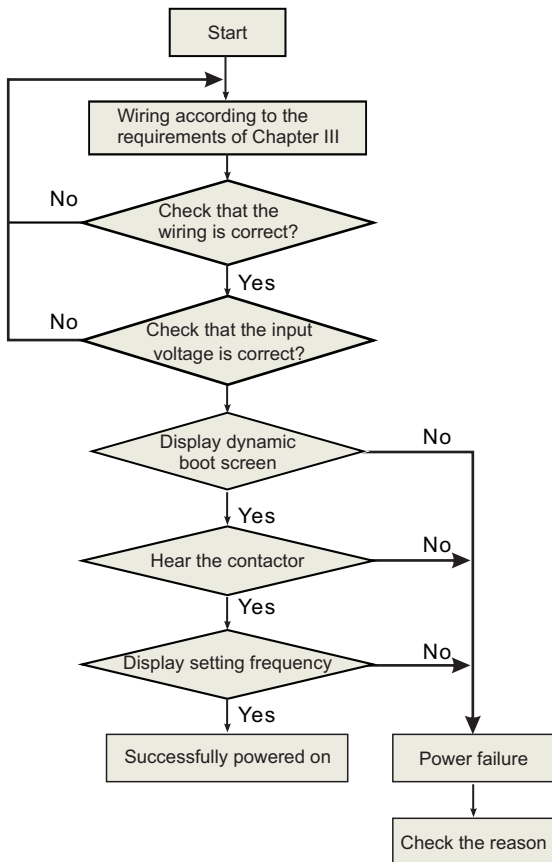 Start
Wiring according to the
requirements of Chapter III
No
Check that the
wiring is correct?
Yes
No
Check that the input
voltage is correct?
Display dynamic
boot screen
No
Yes
Hear the contactor
No
Yes
Display setting frequency
No
Yes
Successfully powered on
Power failure
Check the reason